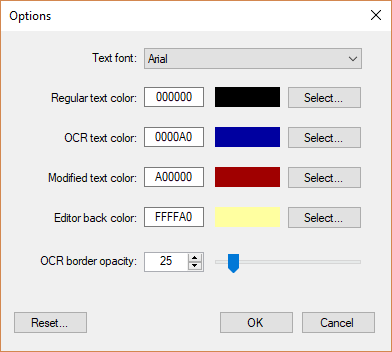 Options
Text font: Arial
Regular text color: 000000 Select...
OCR text color: 0000A0 Select...
Modified text color: A00000 Select...
Editor back color: FFFFA0 Select...
OCR border opacity: 25
Reset... OK Cancel